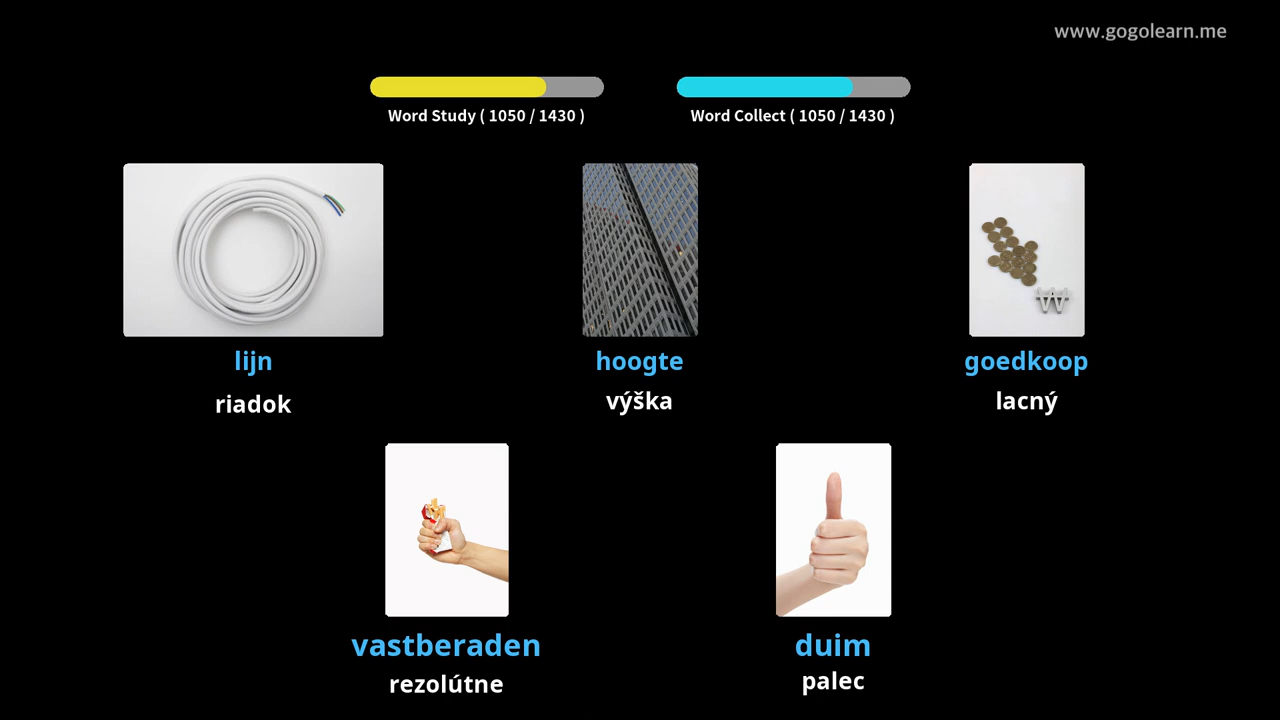 www.gogolearn.me
Word Study ( 1050 / 1430 )
Word Collect ( 1050 / 1430 )
lijn
hoogte
goedkoop
riadok
výška
lacný
vastberaden
duim
rezolútne
palec